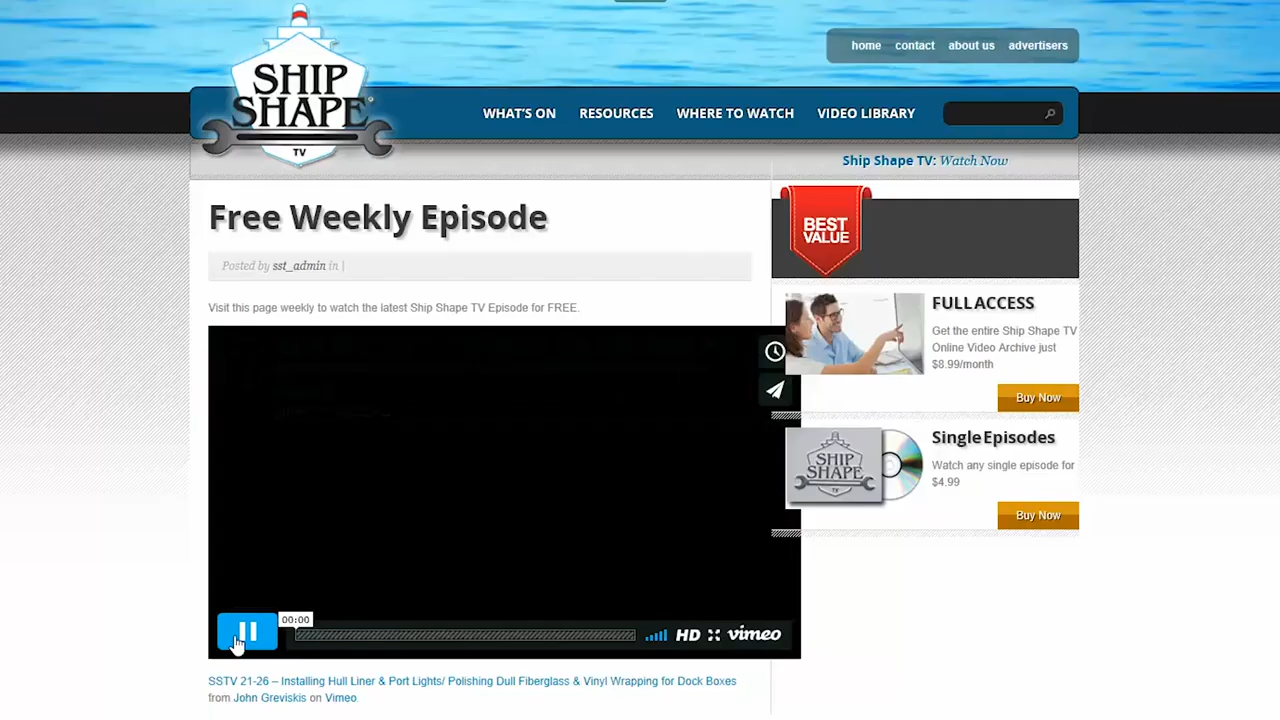 home contact about us advertisers
SHIP
SHAPE
TV
WHAT'S ON RESOURCES WHERE TO WATCH VIDEO LIBRARY
Ship Shape TV: Watch Now
Free Weekly Episode
Posted by sst_admin in |
Visit this page weekly to watch the latest Ship Shape TV Episode for FREE.
BEST
VALUE
FULL ACCESS
Get the entire Ship Shape TV
Online Video Archive just
$8.99/month
Buy Now
SHIP
SHAPE
TV
Single Episodes
Watch any single episode for
$4.99
Buy Now
00:00
HD vimeo
SSTV 21-26 – Installing Hull Liner & Port Lights/ Polishing Dull Fiberglass & Vinyl Wrapping for Dock Boxes
from John Greviskis on Vimeo.